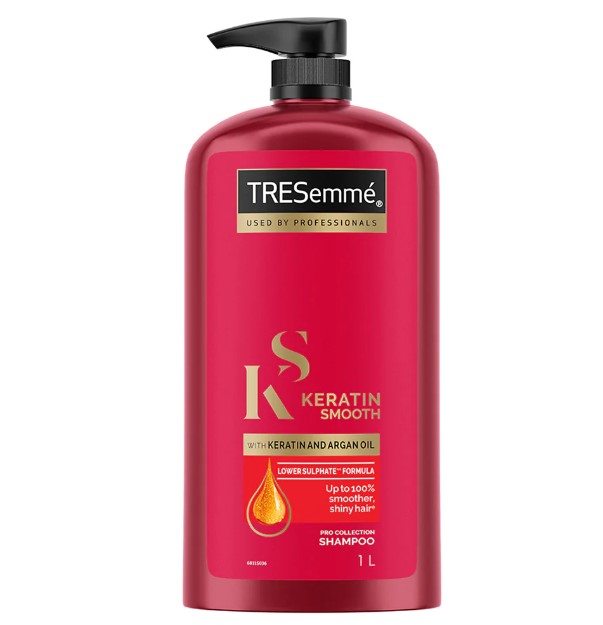 TRESemmé®
USED BY PROFESSIONALS
KS
KERATIN
SMOOTH
WITH KERATIN AND ARGAN OIL
LOWER SULPHATE** FORMULA
Up to 100%
smoother,
shiny hair*
PRO COLLECTION
SHAMPOO
1 L